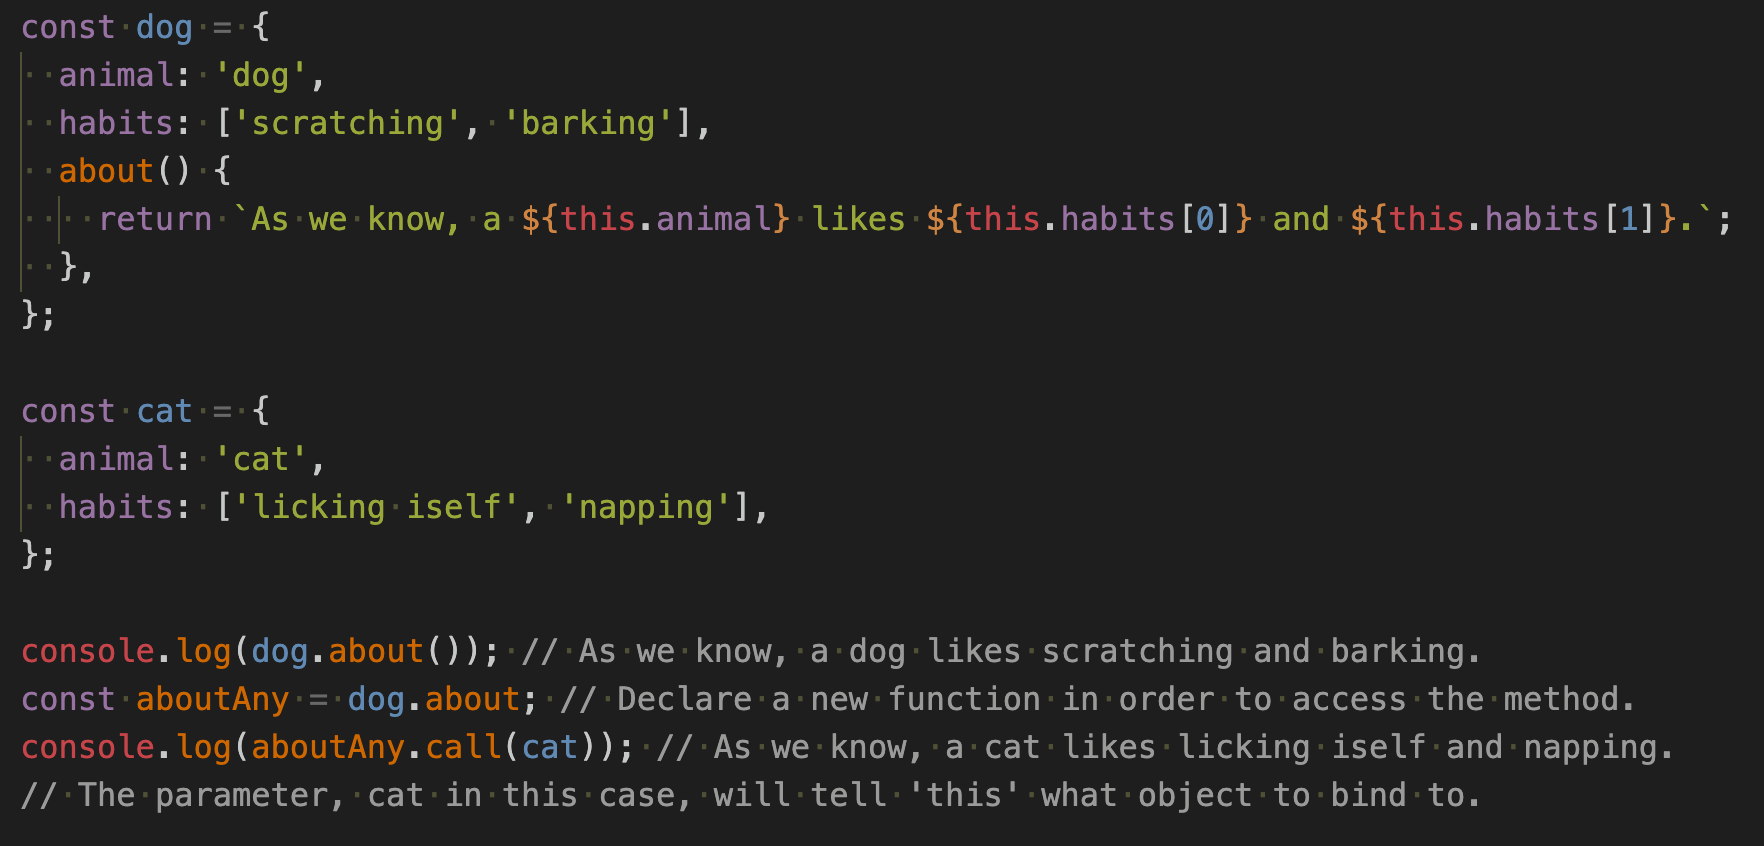 const dog = {
  animal: 'dog',
  habits: ['scratching', 'barking'],
  about() {
    return `As we know, a ${this.animal} likes ${this.habits[0]} and ${this.habits[1]}.`;
  },
};

const cat = {
  animal: 'cat',
  habits: ['licking iself', 'napping'],
};

console.log(dog.about()); // As we know, a dog likes scratching and barking.
const aboutAny = dog.about; // Declare a new function in order to access the method.
console.log(aboutAny.call(cat)); // As we know, a cat likes licking iself and napping.
// The parameter, cat in this case, will tell 'this' what object to bind to.